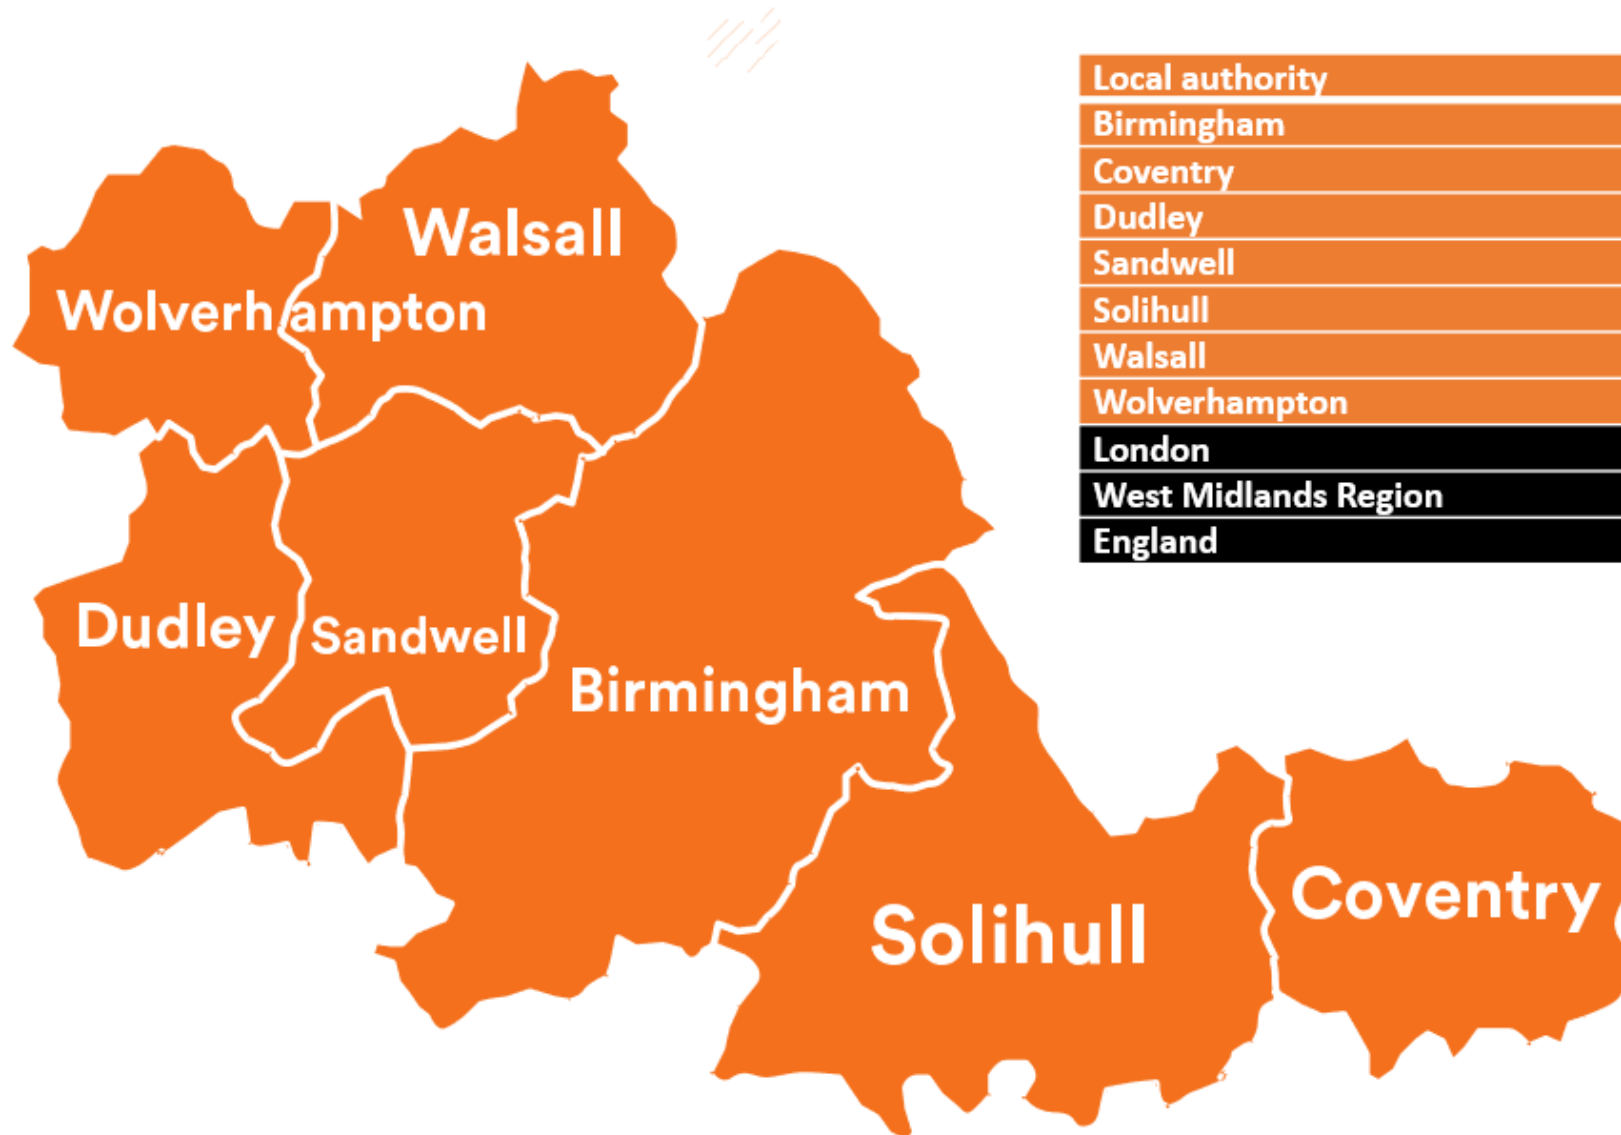 Walsall
Wolverhampton
Dudley
Sandwell
Birmingham
Solihull
Coventry
Local authority
Birmingham
Coventry
Dudley
Sandwell
Solihull
Walsall
Wolverhampton
London
West Midlands Region
England